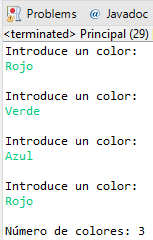 Problems @ Javadoc
<terminated> Principal (29)
Introduce un color:
Rojo
Introduce un color:
Verde
Introduce un color:
Azul
Introduce un color:
Rojo
Número de colores: 3